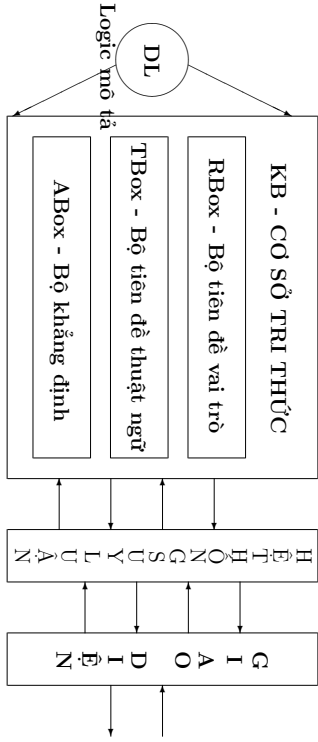 DL
Logic mô tả
KB - CƠ SỞ TRI THỨC
RBox - Bộ tiên đề vai trò
TBox - Bộ tiên đề thuật ngữ
ABox - Bộ khẳng định
HỆ THỐNG SUY LUẬN
GIAO DIỆN